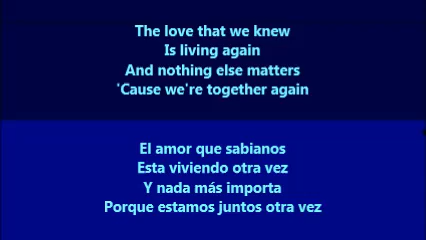 The love that we knew
Is living again
And nothing else matters
'Cause we're together again
El amor que sabianos
Esta viviendo otra vez
Y nada más importa
Porque estamos juntos otra vez